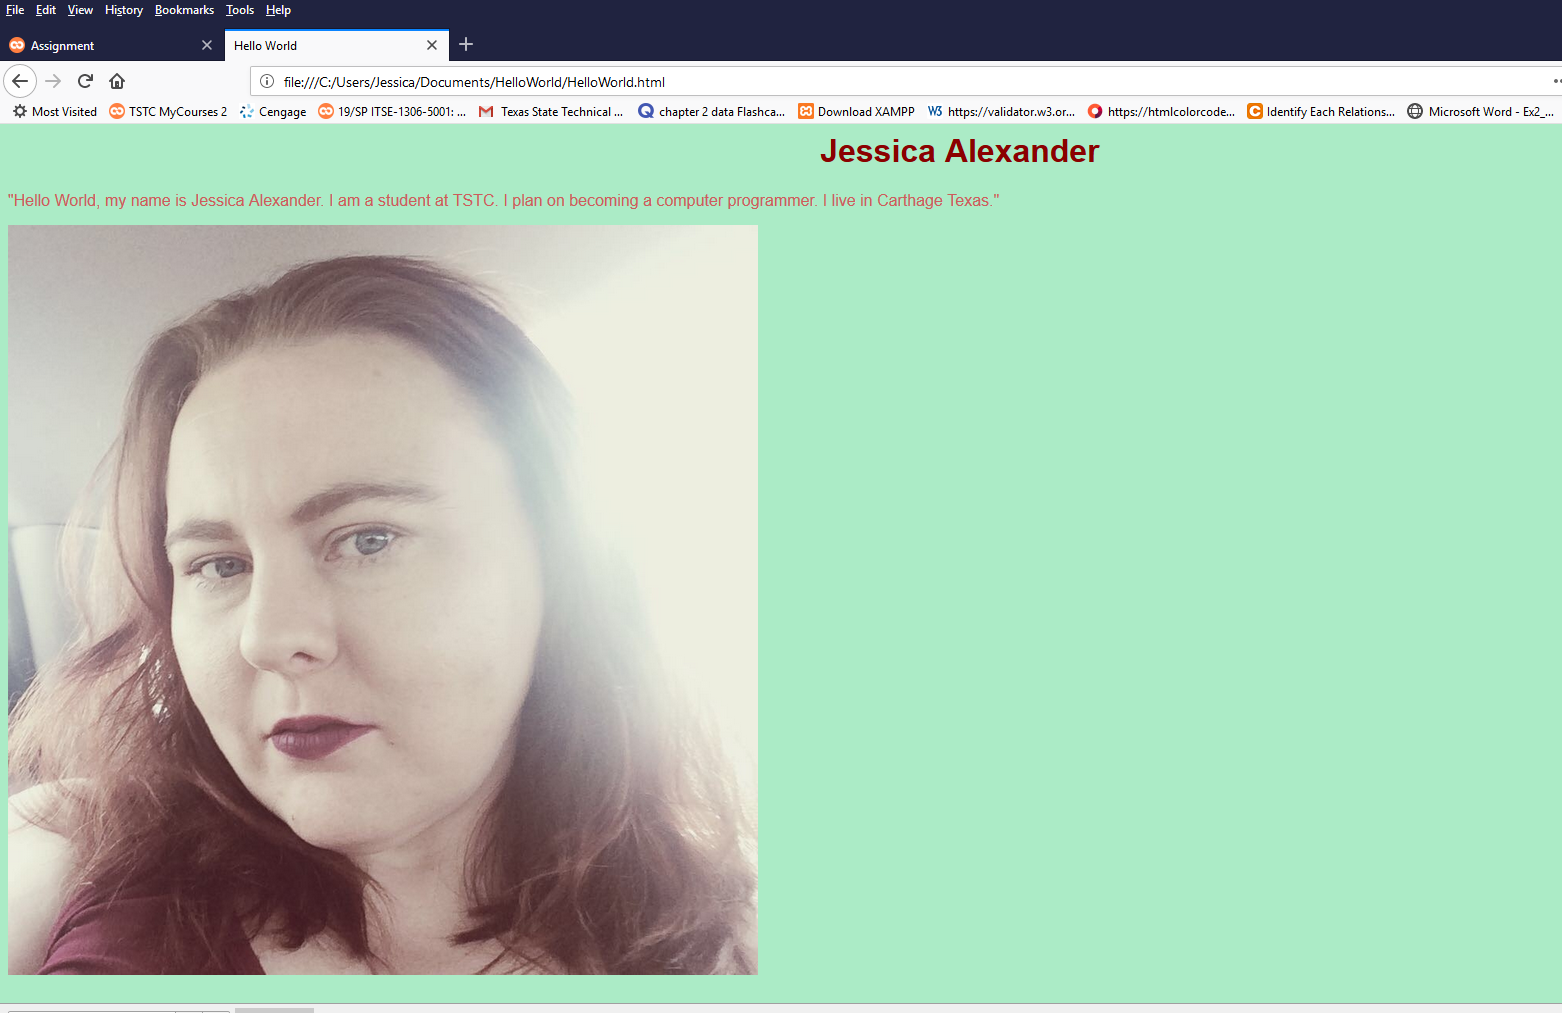 File Edit View History Bookmarks Tools Help
Assignment Hello World
file:///C:/Users/Jessica/Documents/HelloWorld/HelloWorld.html
Most Visited TSTC MyCourses 2 Cengage 19/SP ITSE-1306-5001: ... Texas State Technical ... chapter 2 data Flashca... Download XAMPP W3 https://validator.w3.or... https://htmlcolorcode... Identify Each Relations... Microsoft Word - Ex2_...
Jessica Alexander
"Hello World, my name is Jessica Alexander. I am a student at TSTC. I plan on becoming a computer programmer. I live in Carthage Texas."